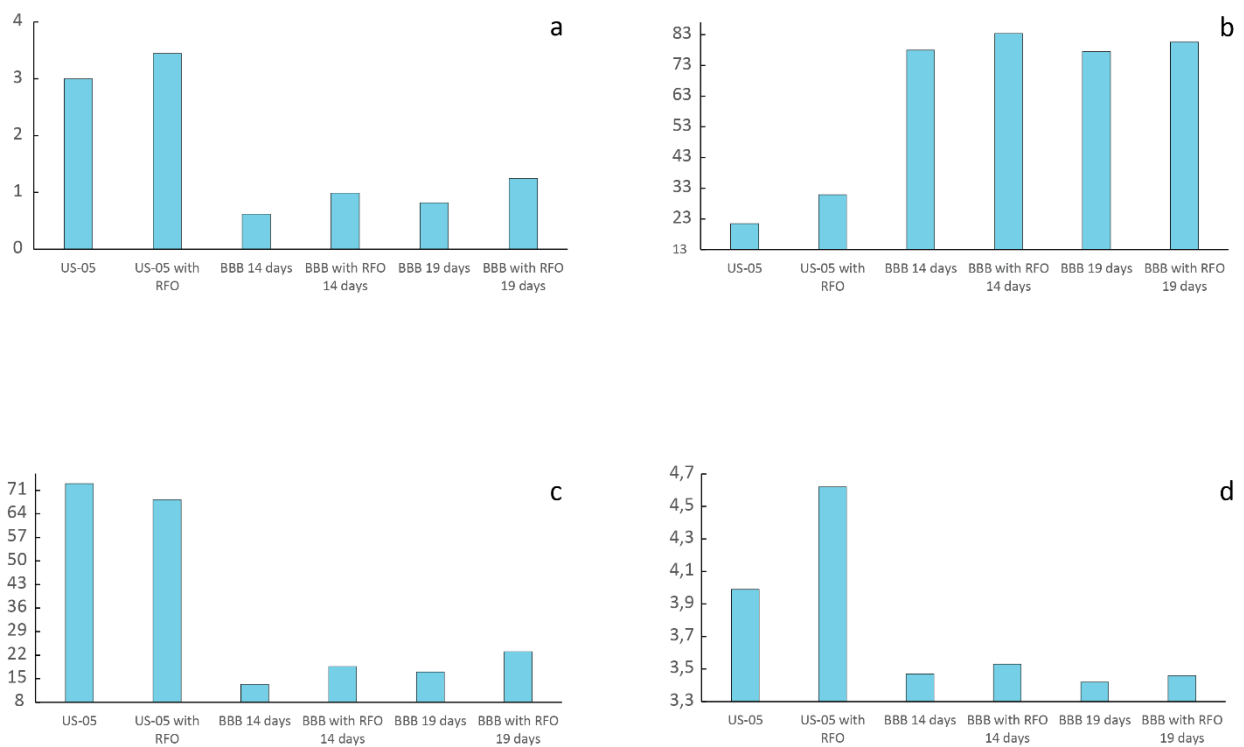 a
4
3
2
1
0
US-05
US-05 with
RFO
BBB 14 days
BBB with RFO
14 days
BBB 19 days
BBB with RFO
19 days
b
83
73
63
53
43
33
23
13
US-05
US-05 with
RFO
BBB 14 days
BBB with RFO
14 days
BBB 19 days
BBB with RFO
19 days
c
71
64
57
50
43
36
29
22
15
8
US-05
US-05 with
RFO
BBB 14 days
BBB with RFO
14 days
BBB 19 days
BBB with RFO
19 days
d
4,7
4,5
4,3
4,1
3,9
3,7
3,5
3,3
US-05
US-05 with
RFO
BBB 14 days
BBB with RFO
14 days
BBB 19 days
BBB with RFO
19 days